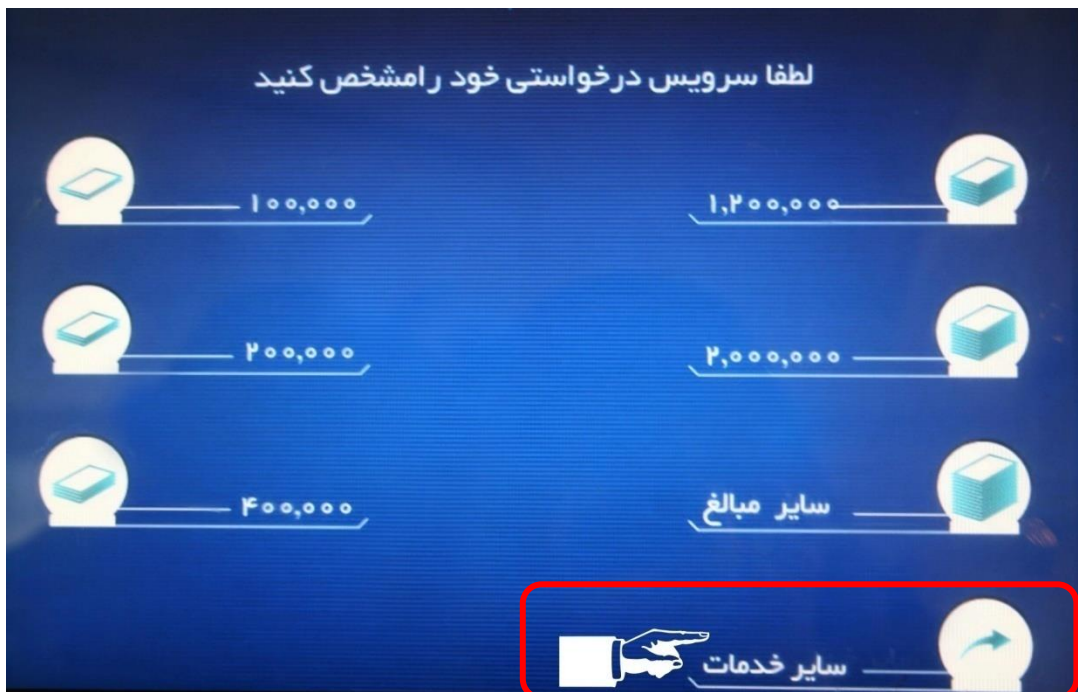 لطفا سرویس درخواستی خود رامشخص کنید
۱,۲۰۰,۰۰۰
۱۰۰,۰۰۰
۲,۰۰۰,۰۰۰
۲۰۰,۰۰۰
سایر مبالغ
۴۰۰,۰۰۰
سایر خدمات